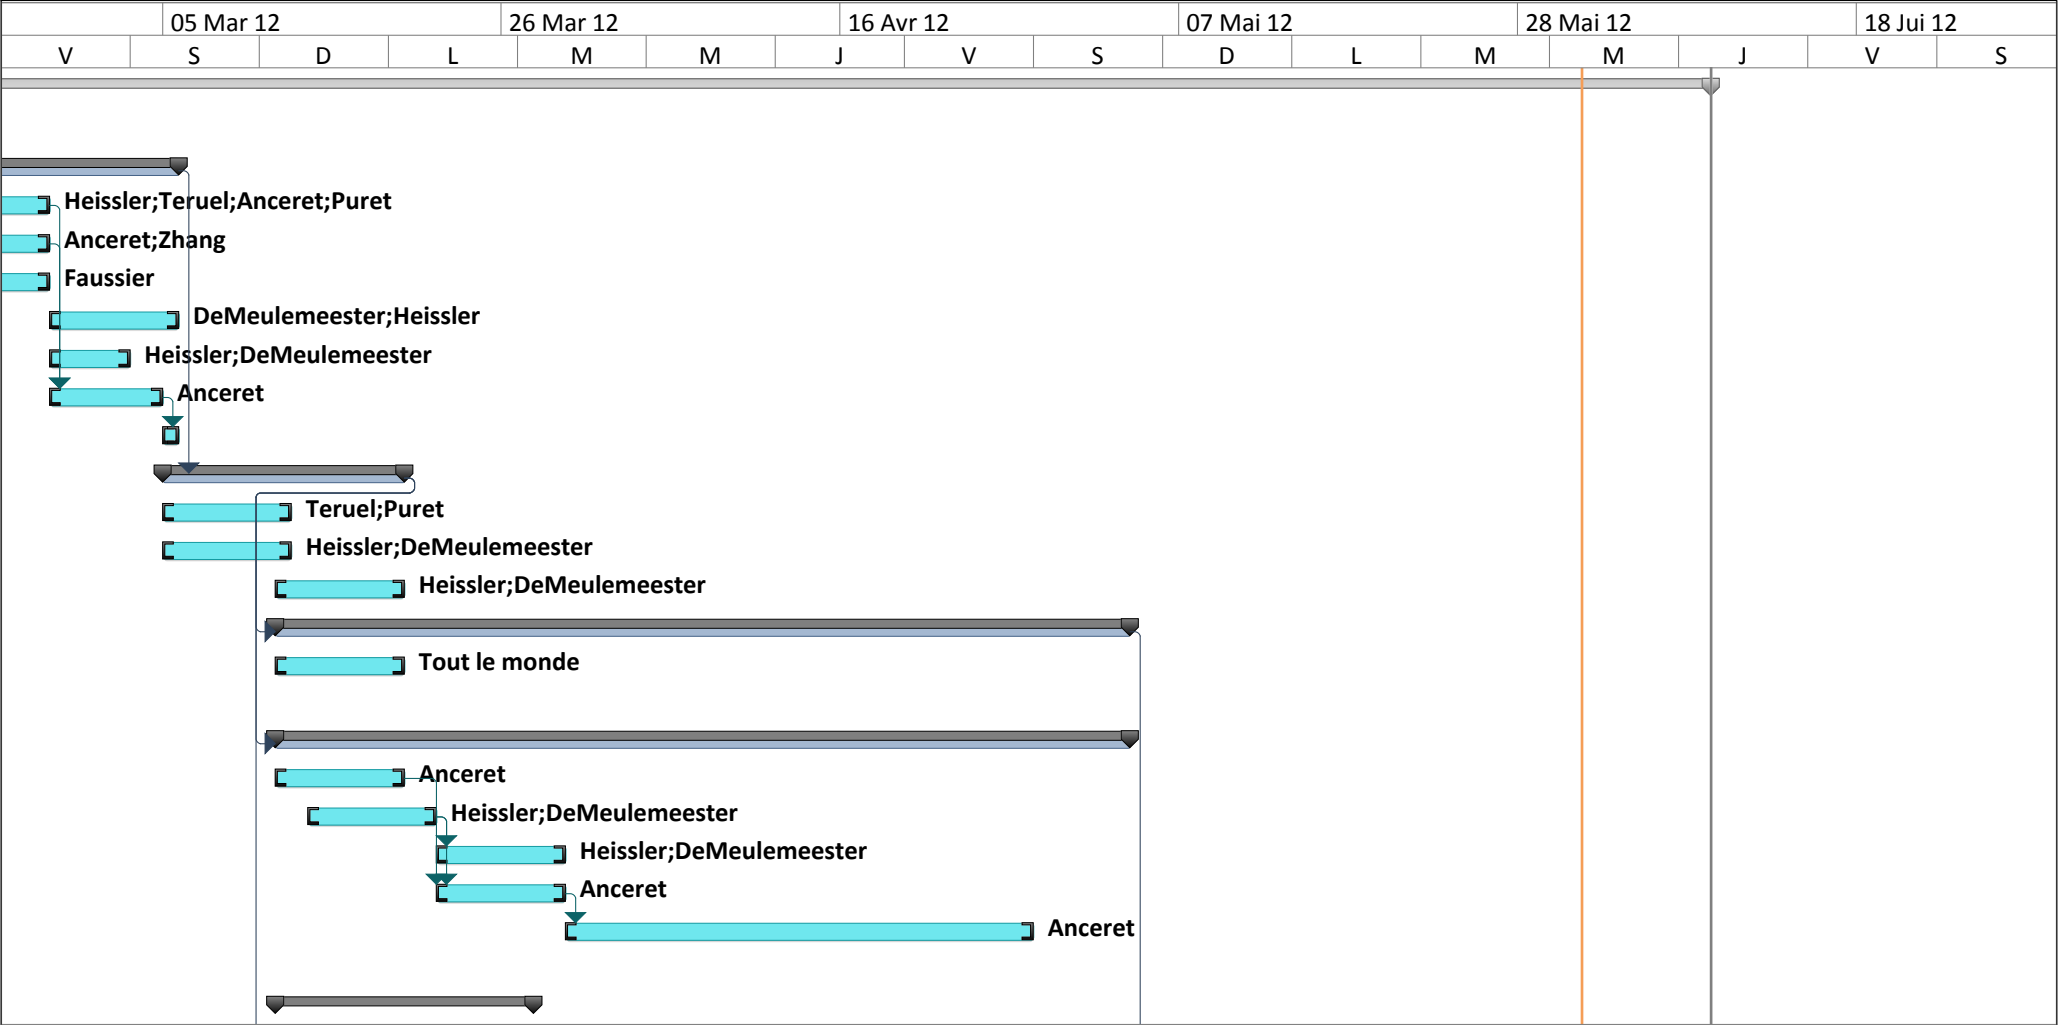 05 Mar 12 26 Mar 12 16 Avr 12 07 Mai 12 28 Mai 12 18 Jui 12
V S D L M M J V S D L M M J V S
Heissler;Teruel;Anceret;Puret
Anceret;Zhang
Faussier
DeMeulemeester;Heissler
Heissler;DeMeulemeester
Anceret
Teruel;Puret
Heissler;DeMeulemeester
Heissler;DeMeulemeester
Tout le monde
Anceret
Heissler;DeMeulemeester
Heissler;DeMeulemeester
Anceret
Anceret